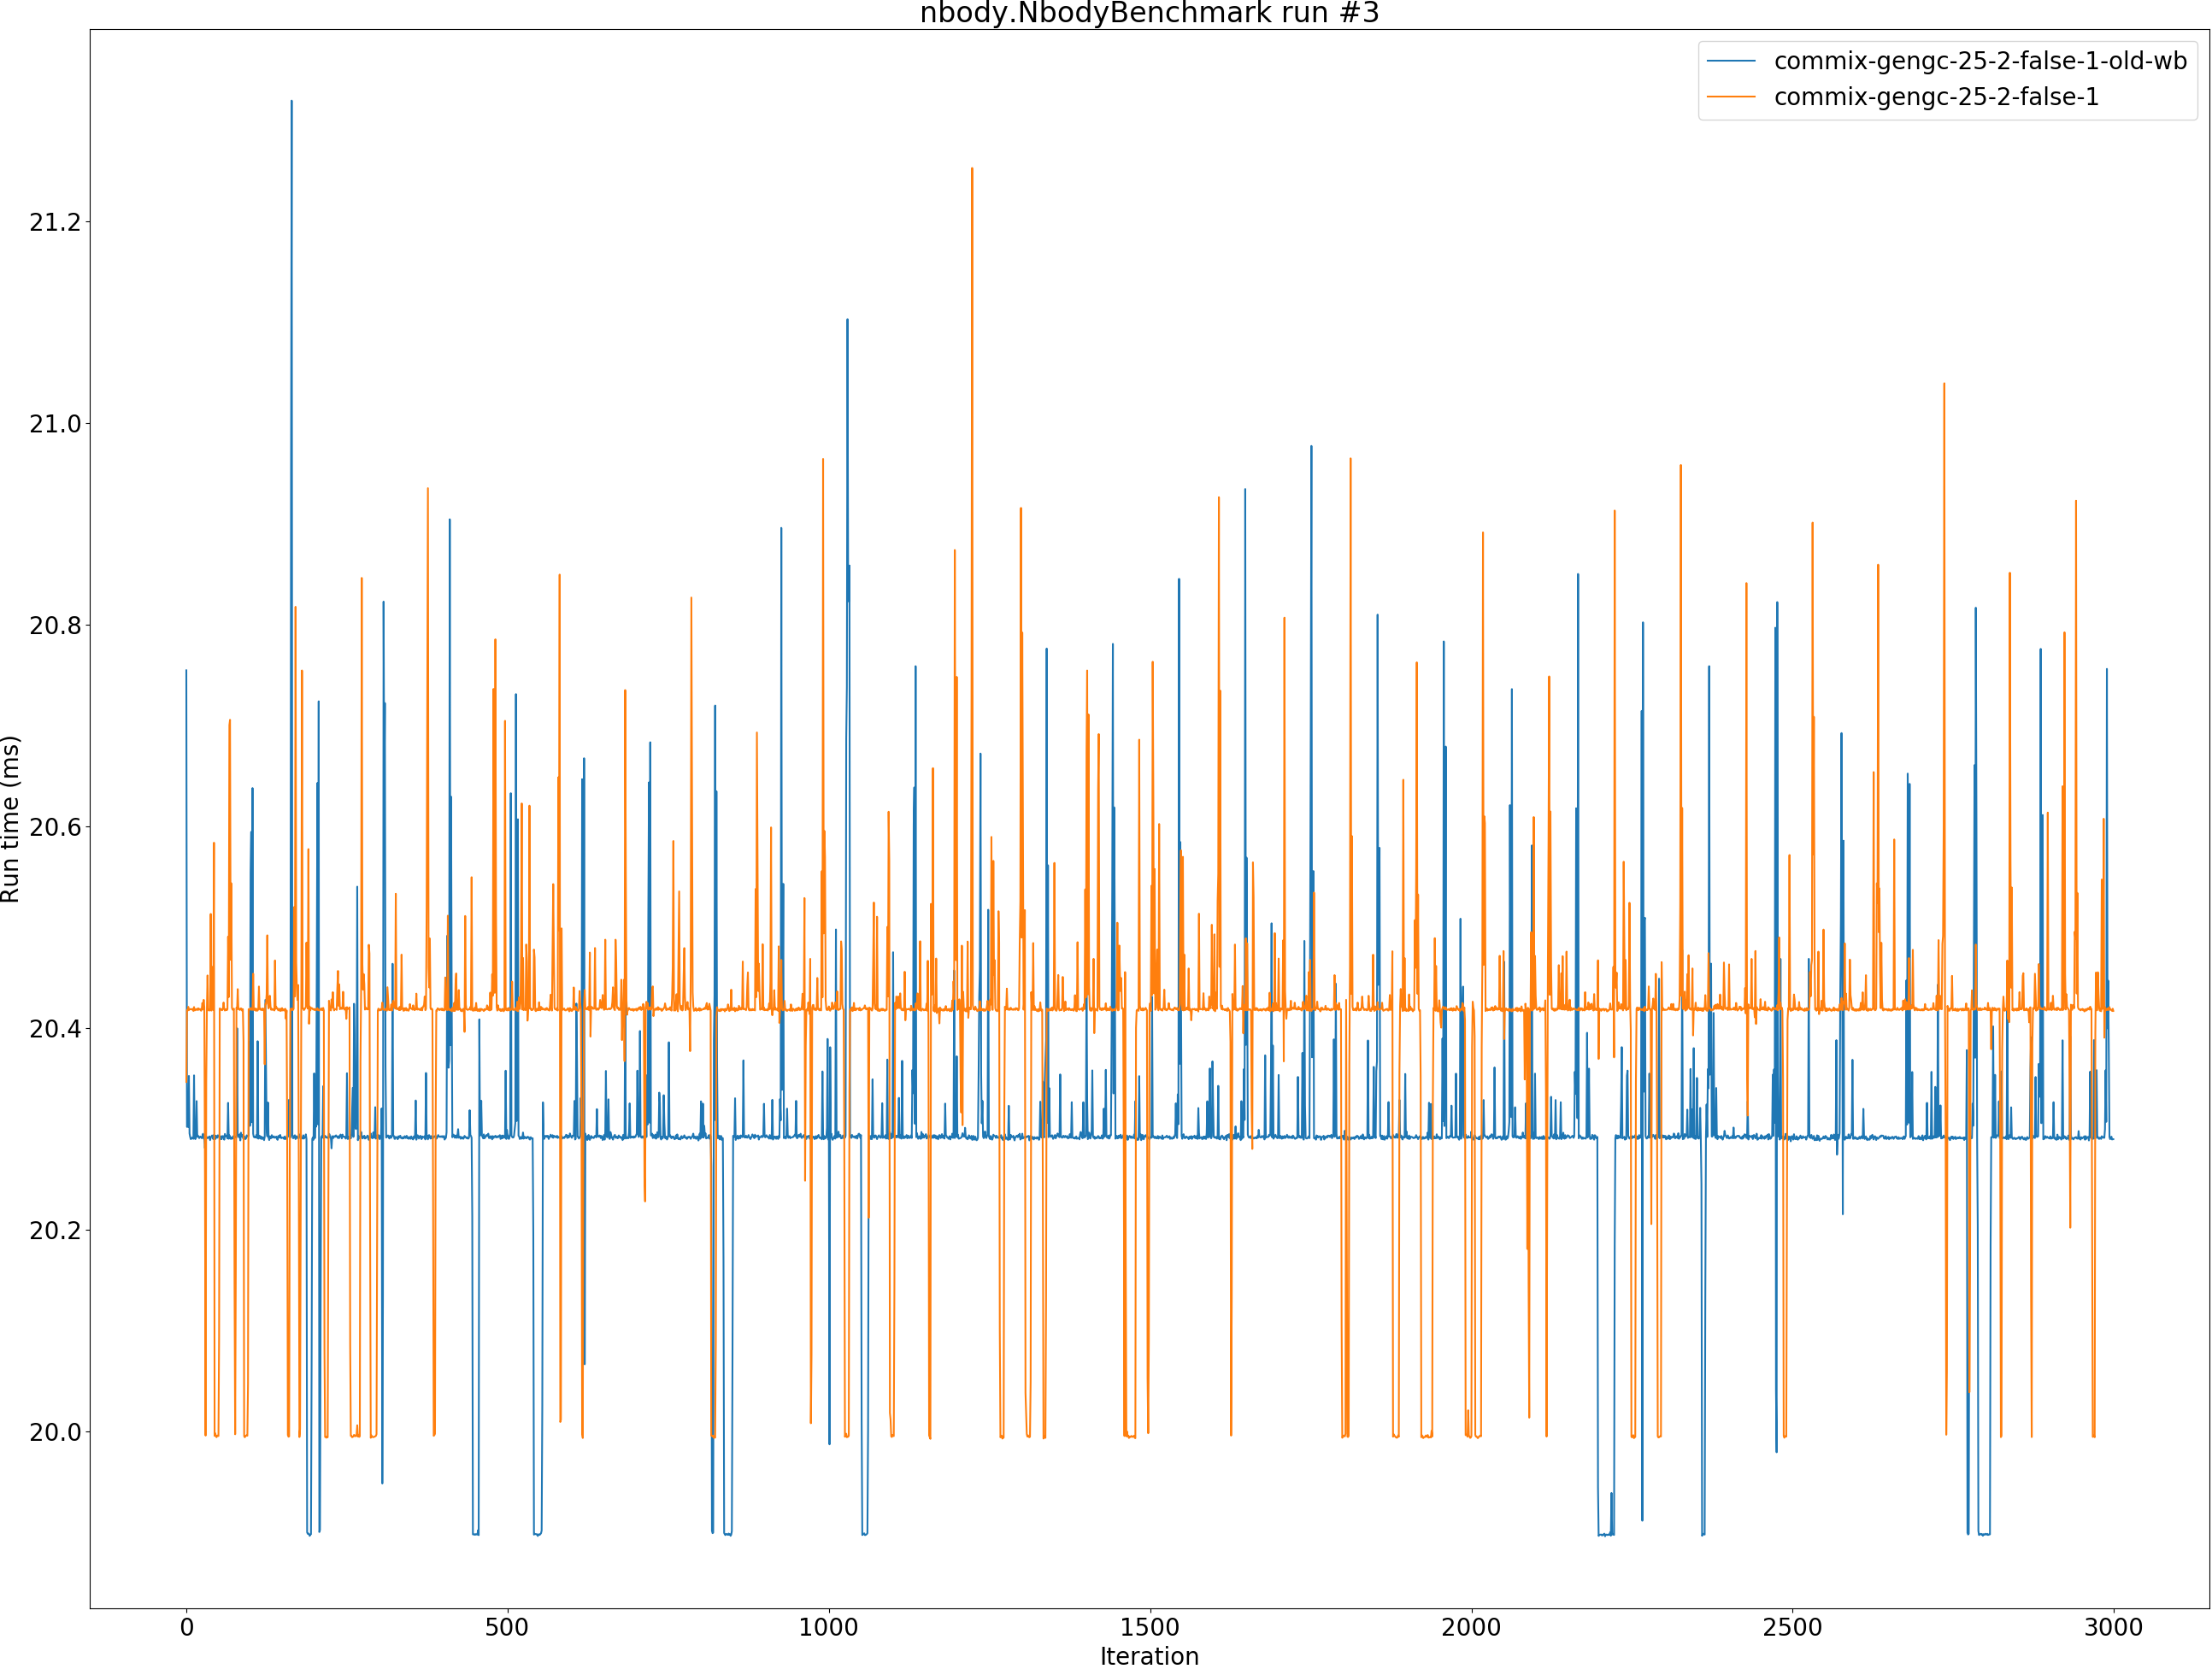 nbody.NbodyBenchmark run #3
commix-gengc-25-2-false-1-old-wb
commix-gengc-25-2-false-1
Run time (ms)
21.2
21.0
20.8
20.6
20.4
20.2
20.0
0 500 1000 1500 2000 2500 3000
Iteration